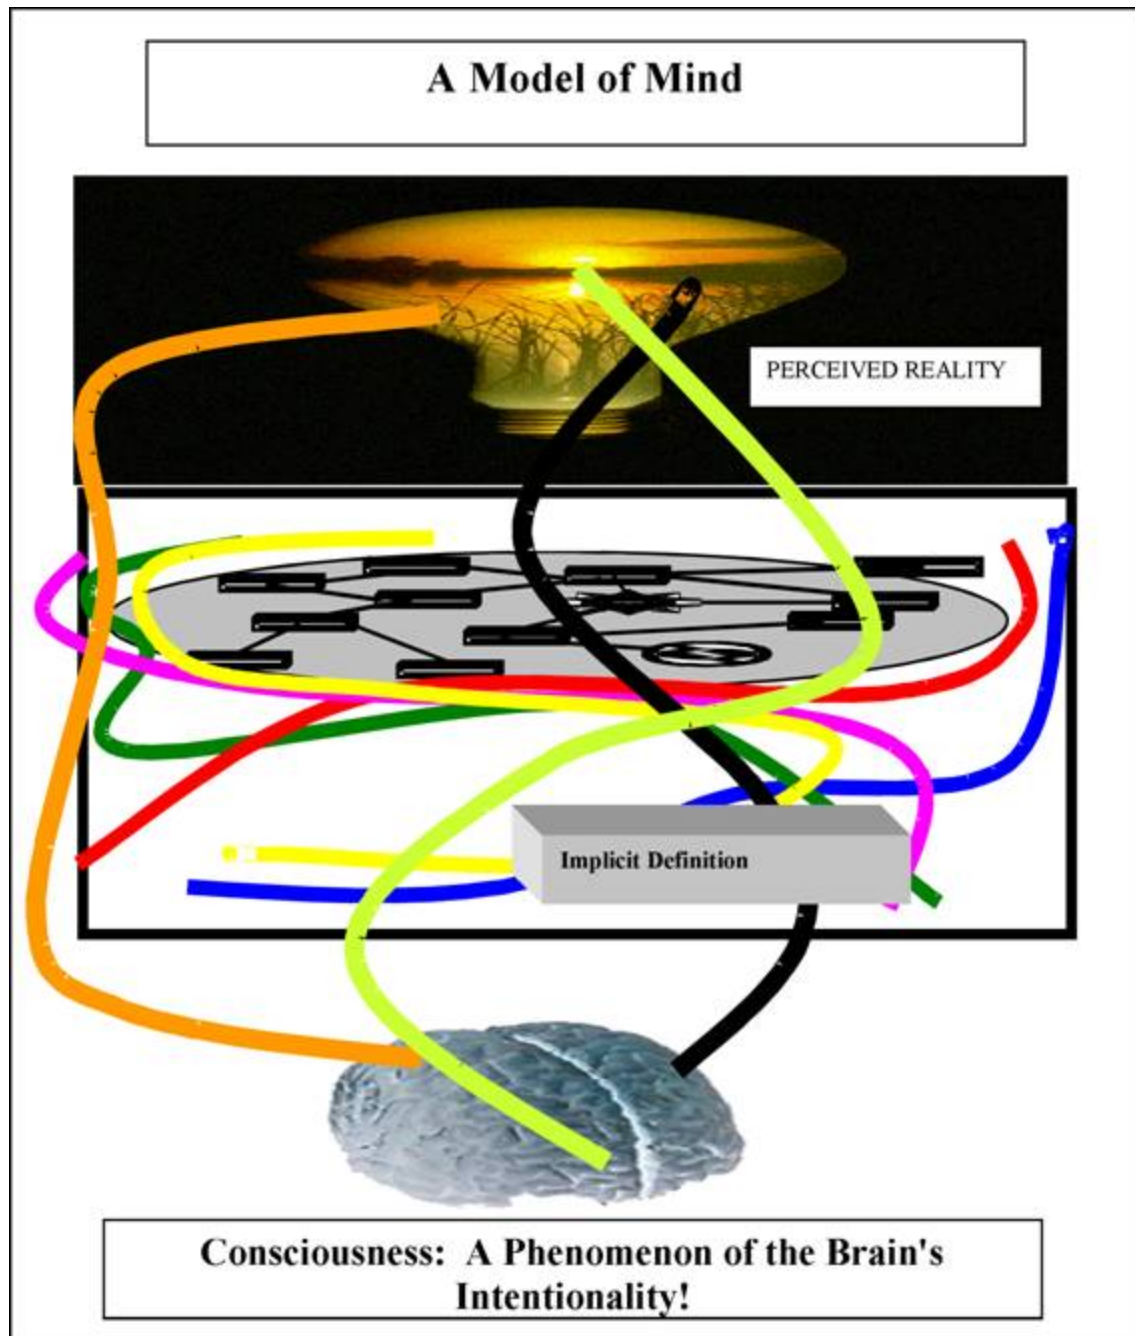 A Model of Mind
PERCEIVED REALITY
Implicit Definition
Consciousness:  A Phenomenon of the Brain's
Intentionality!